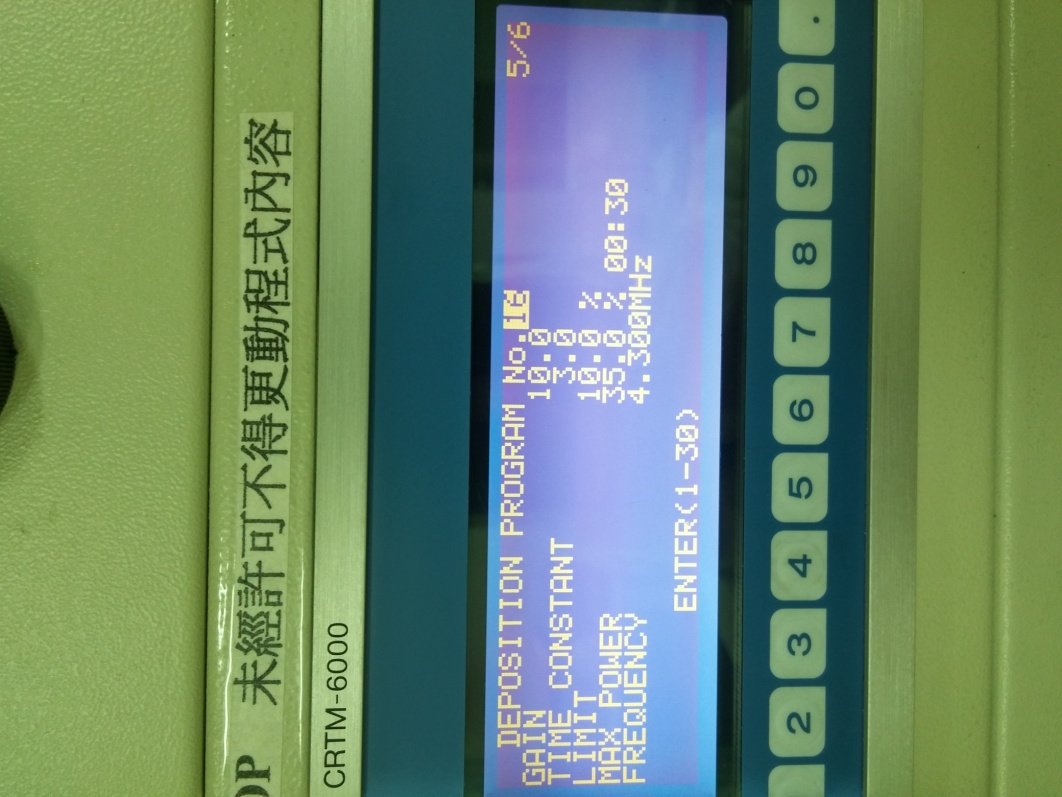 OP 未經許可不得更動程式內容
CRTM-6000
DEPOSITION PROGRAM No. 5/6
GAIN 10.0
TIME CONSTANT 3.0
LIMIT 10.0 %
MAX POWER 35.0 % 00:30
FREQUENCY 4.300MHz
ENTER(1-30)
2 3 4 5 6 7 8 9 0 .